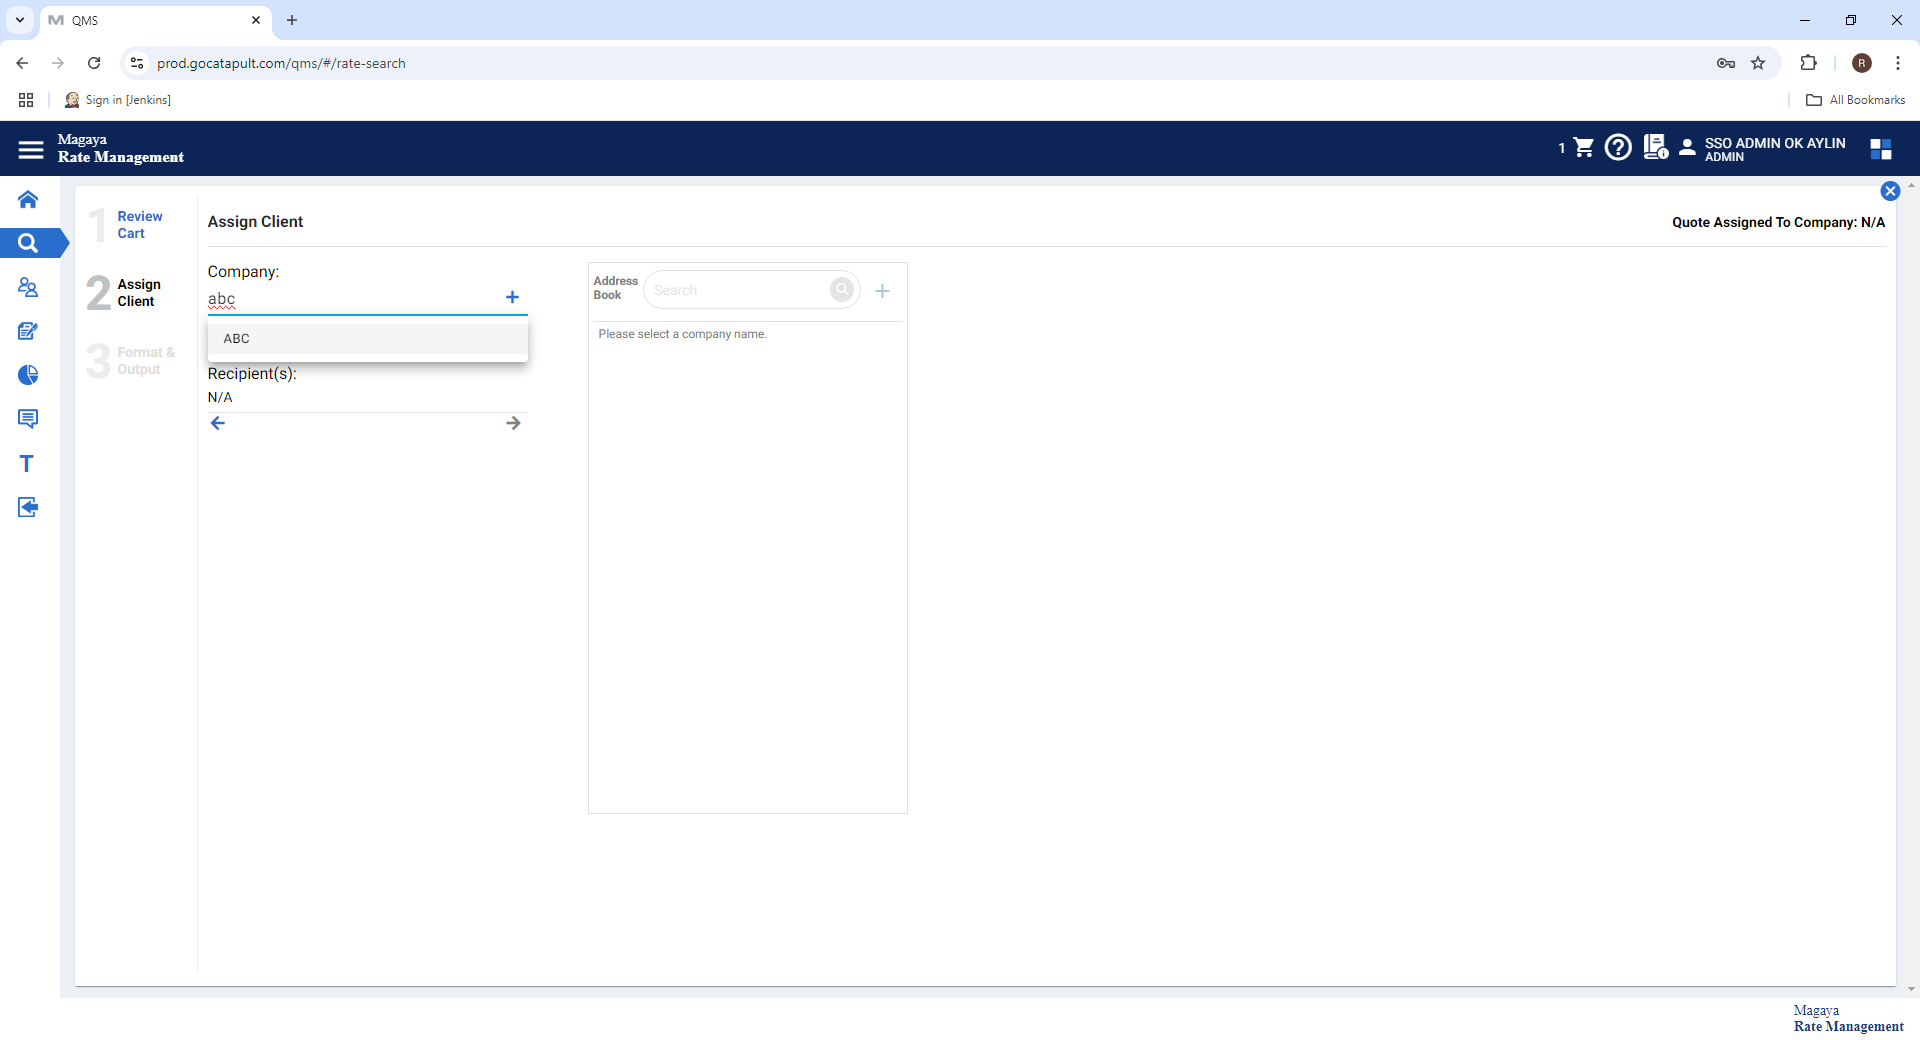 QMS
prod.gocatapult.com/qms/#/rate-search
R
Sign in [Jenkins]
All Bookmarks
Magaya
Rate Management
1
SSO ADMIN OK AYLIN
ADMIN
1 Review
Cart
Assign Client
Quote Assigned To Company: N/A
2 Assign
Client
3 Format &
Output
Company:
abc
ABC
Recipient(s):
N/A
Address
Book
Search
Please select a company name.
T
Magaya
Rate Management